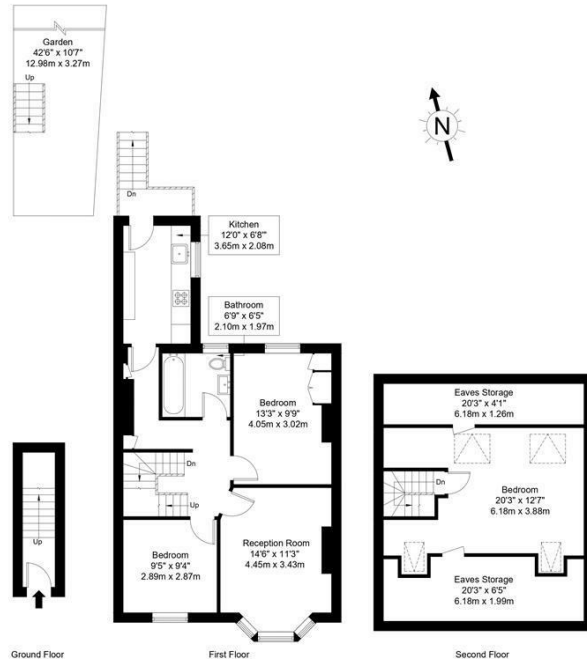 Garden
42'6" x 10'7"
12.98m x 3.27m
Up
N
Dn
Kitchen
12'0" x 6'8'"
3.65m x 2.08m
Bathroom
6'9" x 6'5"
2.10m x 1.97m
Bedroom
13'3" x 9'9"
4.05m x 3.02m
Eaves Storage
20'3" x 4'1"
6.18m x 1.26m
Dn
Up
Dn
Bedroom
20'3" x 12'7"
6.18m x 3.88m
Up
Bedroom
9'5" x 9'4"
2.89m x 2.87m
Reception Room
14'6" x 11'3"
4.45m x 3.43m
Eaves Storage
20'3" x 6'5"
6.18m x 1.99m
Ground Floor
First Floor
Second Floor